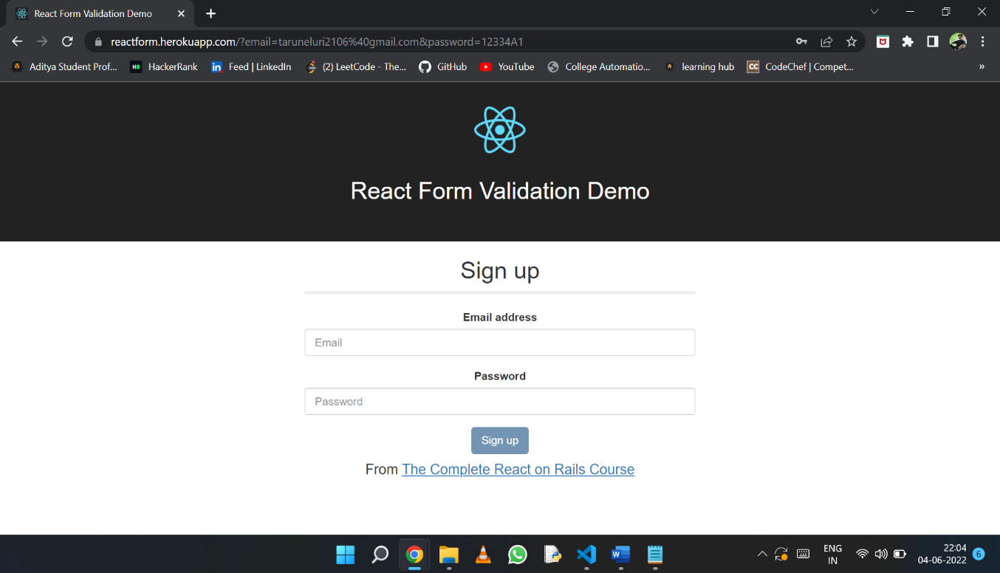 React Form Validation Demo
reactform.herokuapp.com/?email=taruneluri2106%40gmail.com&password=12334A1
Aditya Student Prof... HackerRank Feed | LinkedIn (2) LeetCode - The... GitHub YouTube College Automatio... learning hub CC CodeChef | Compet... »
React Form Validation Demo
Sign up
Email address
Email
Password
Password
Sign up
From The Complete React on Rails Course
ENG
IN
22:04
04-06-2022
6